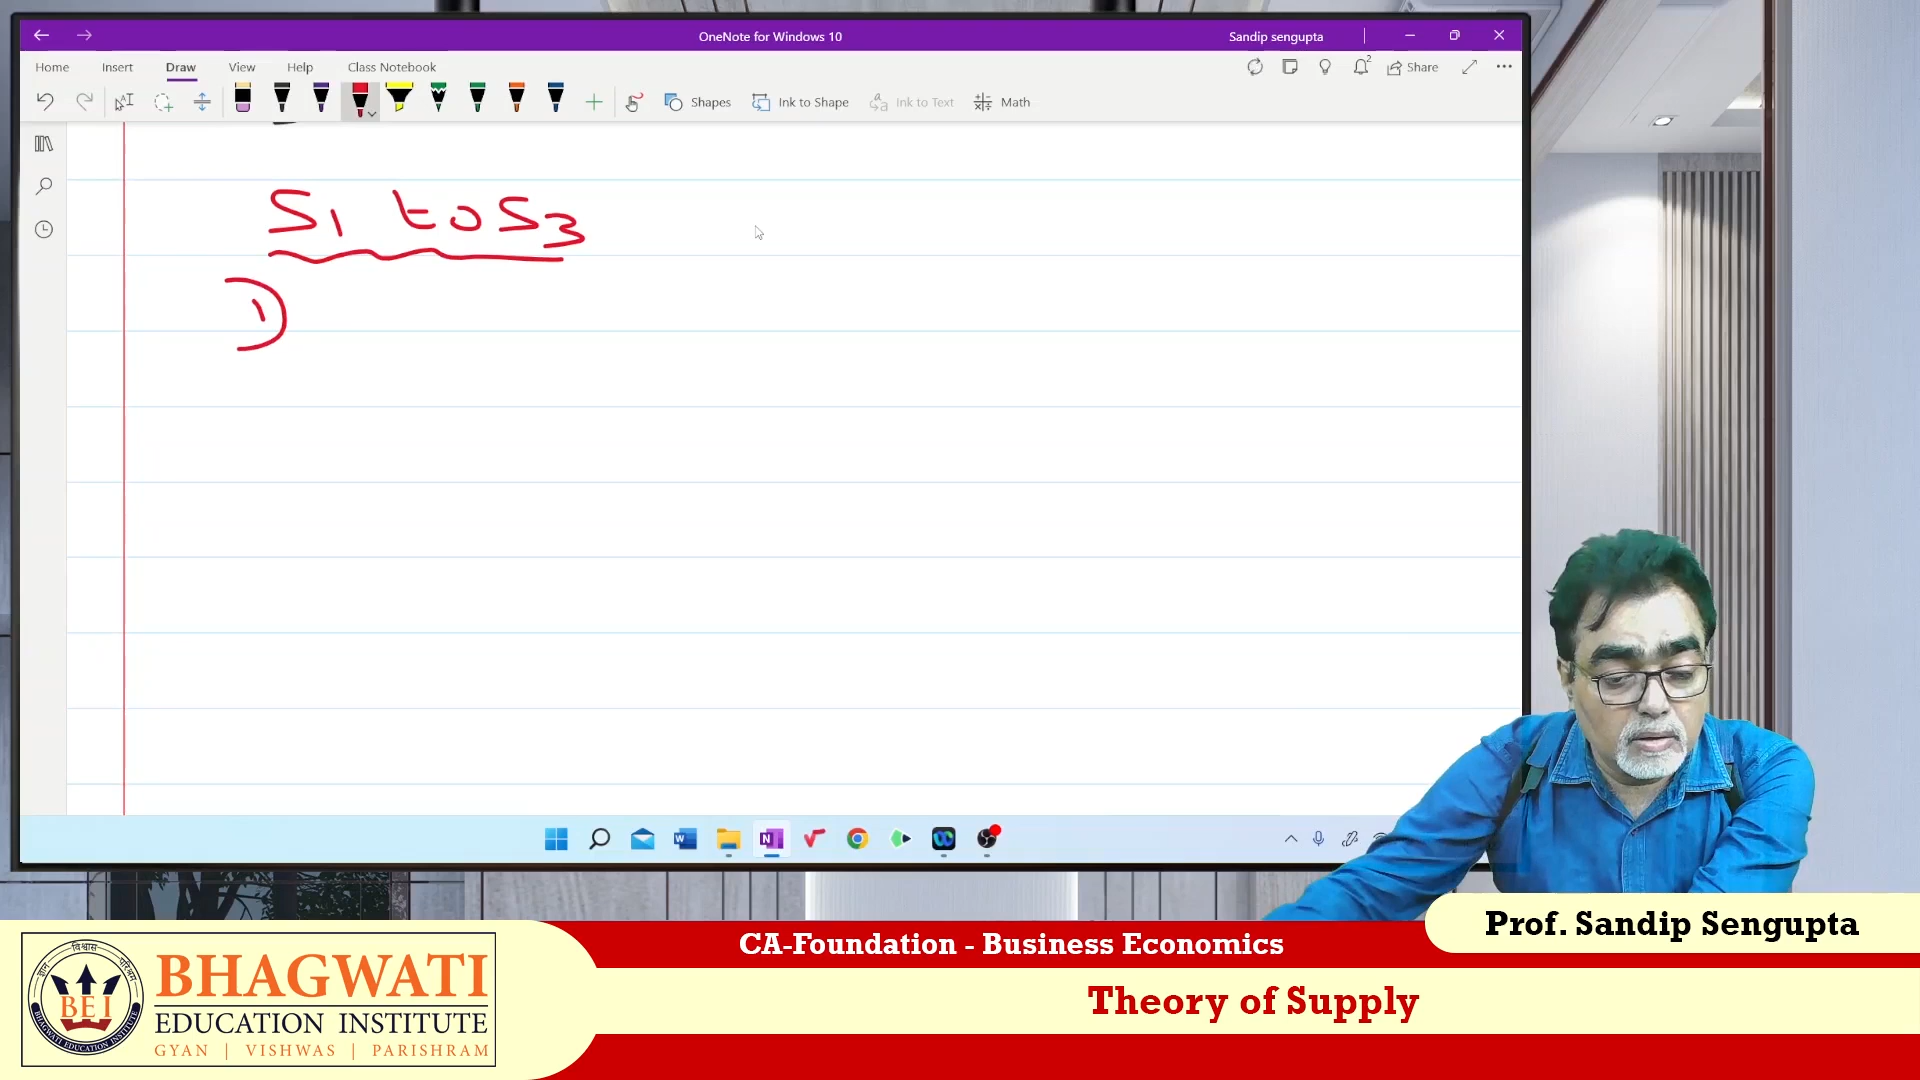 OneNote for Windows 10
Sandip sengupta
Home Insert Draw View Help Class Notebook
2
Share
Shapes Ink to Shape Ink to Text Math
S1 to S3
1)
Prof. Sandip Sengupta
CA-Foundation - Business Economics
Theory of Supply
BEI
BHAGWATI
EDUCATION INSTITUTE
GYAN | VISHWAS | PARISHRAM